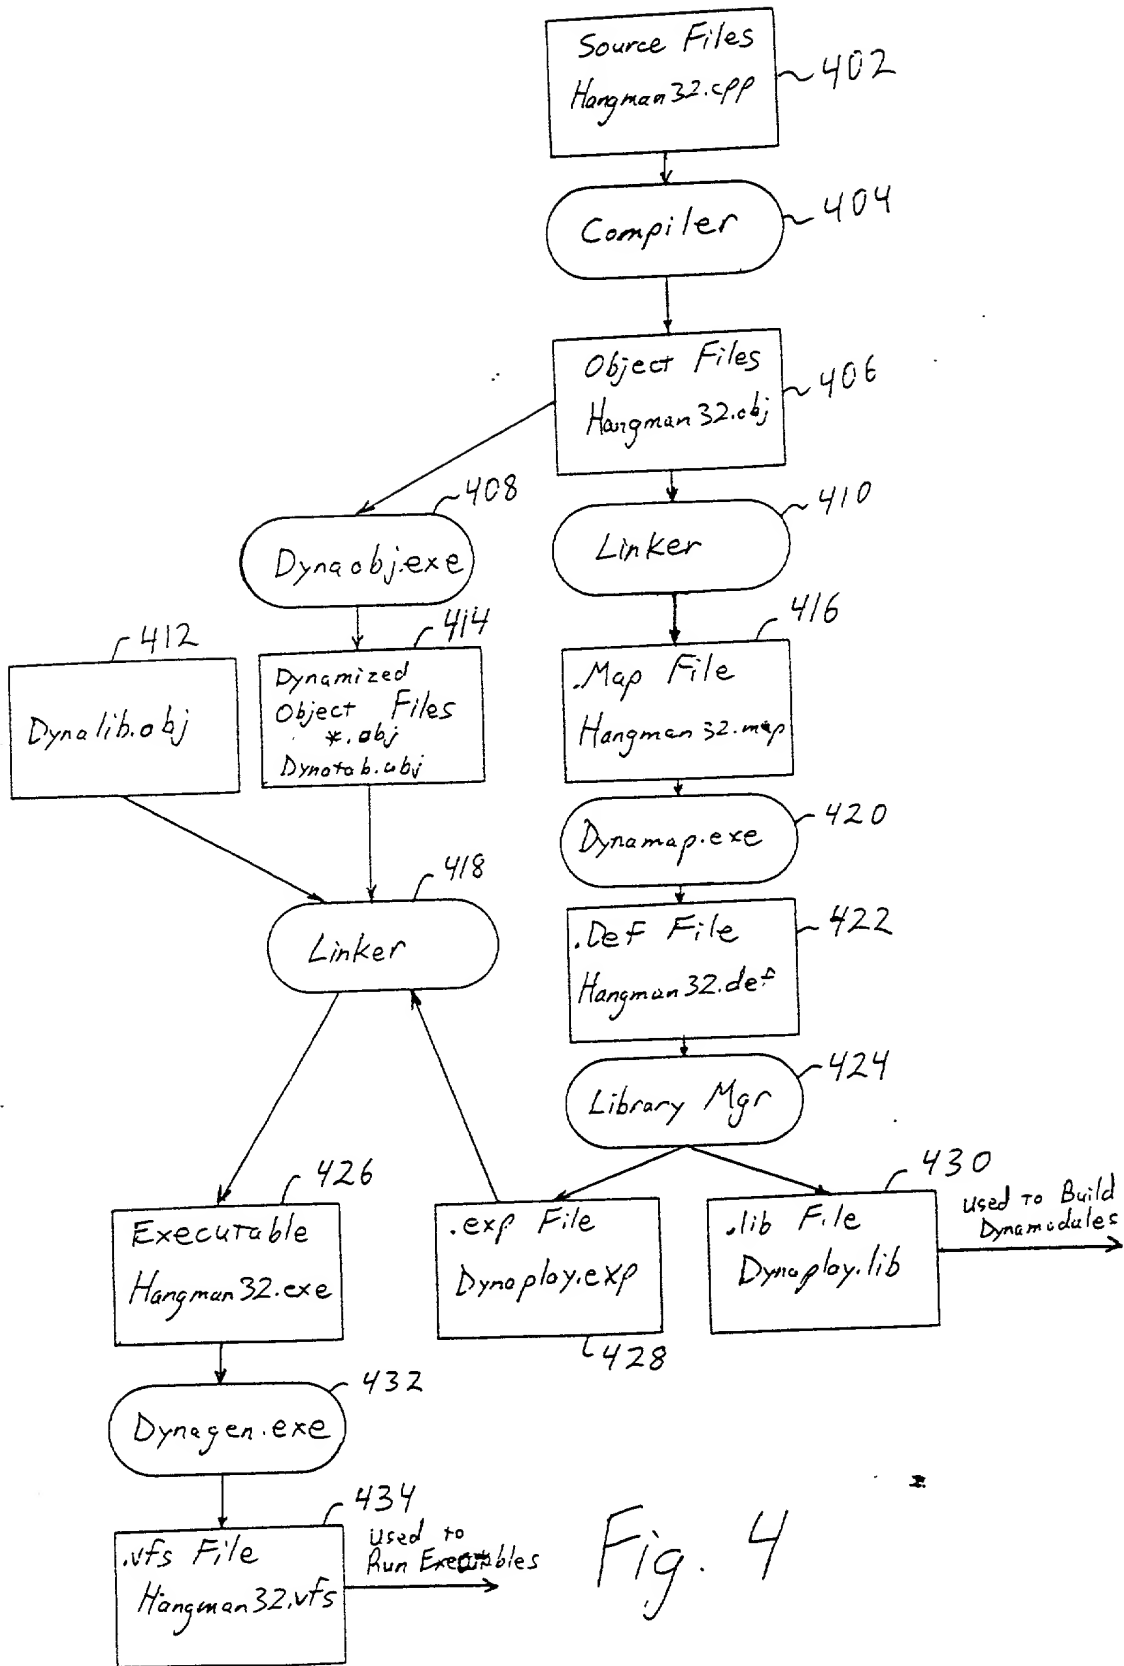 Source Files
Hangman32.cpp
402
Compiler
404
Object Files
Hangman32.obj
406
408
Dynaobj.exe
410
Linker
412
Dynalib.obj
414
Dynamized
Object Files
*.obj
Dynatab.obj
416
.Map File
Hangman32.map
420
Dynamap.exe
418
Linker
422
.Def File
Hangman32.def
424
Library Mgr
426
Executable
Hangman32.exe
.exp File
Dynaplay.exp
428
430
.lib File
Dynaplay.lib
used to Build
Dynamodules
432
Dynagen.exe
434
.vfs File
Hangman32.vfs
used to
Run Executables
Fig. 4